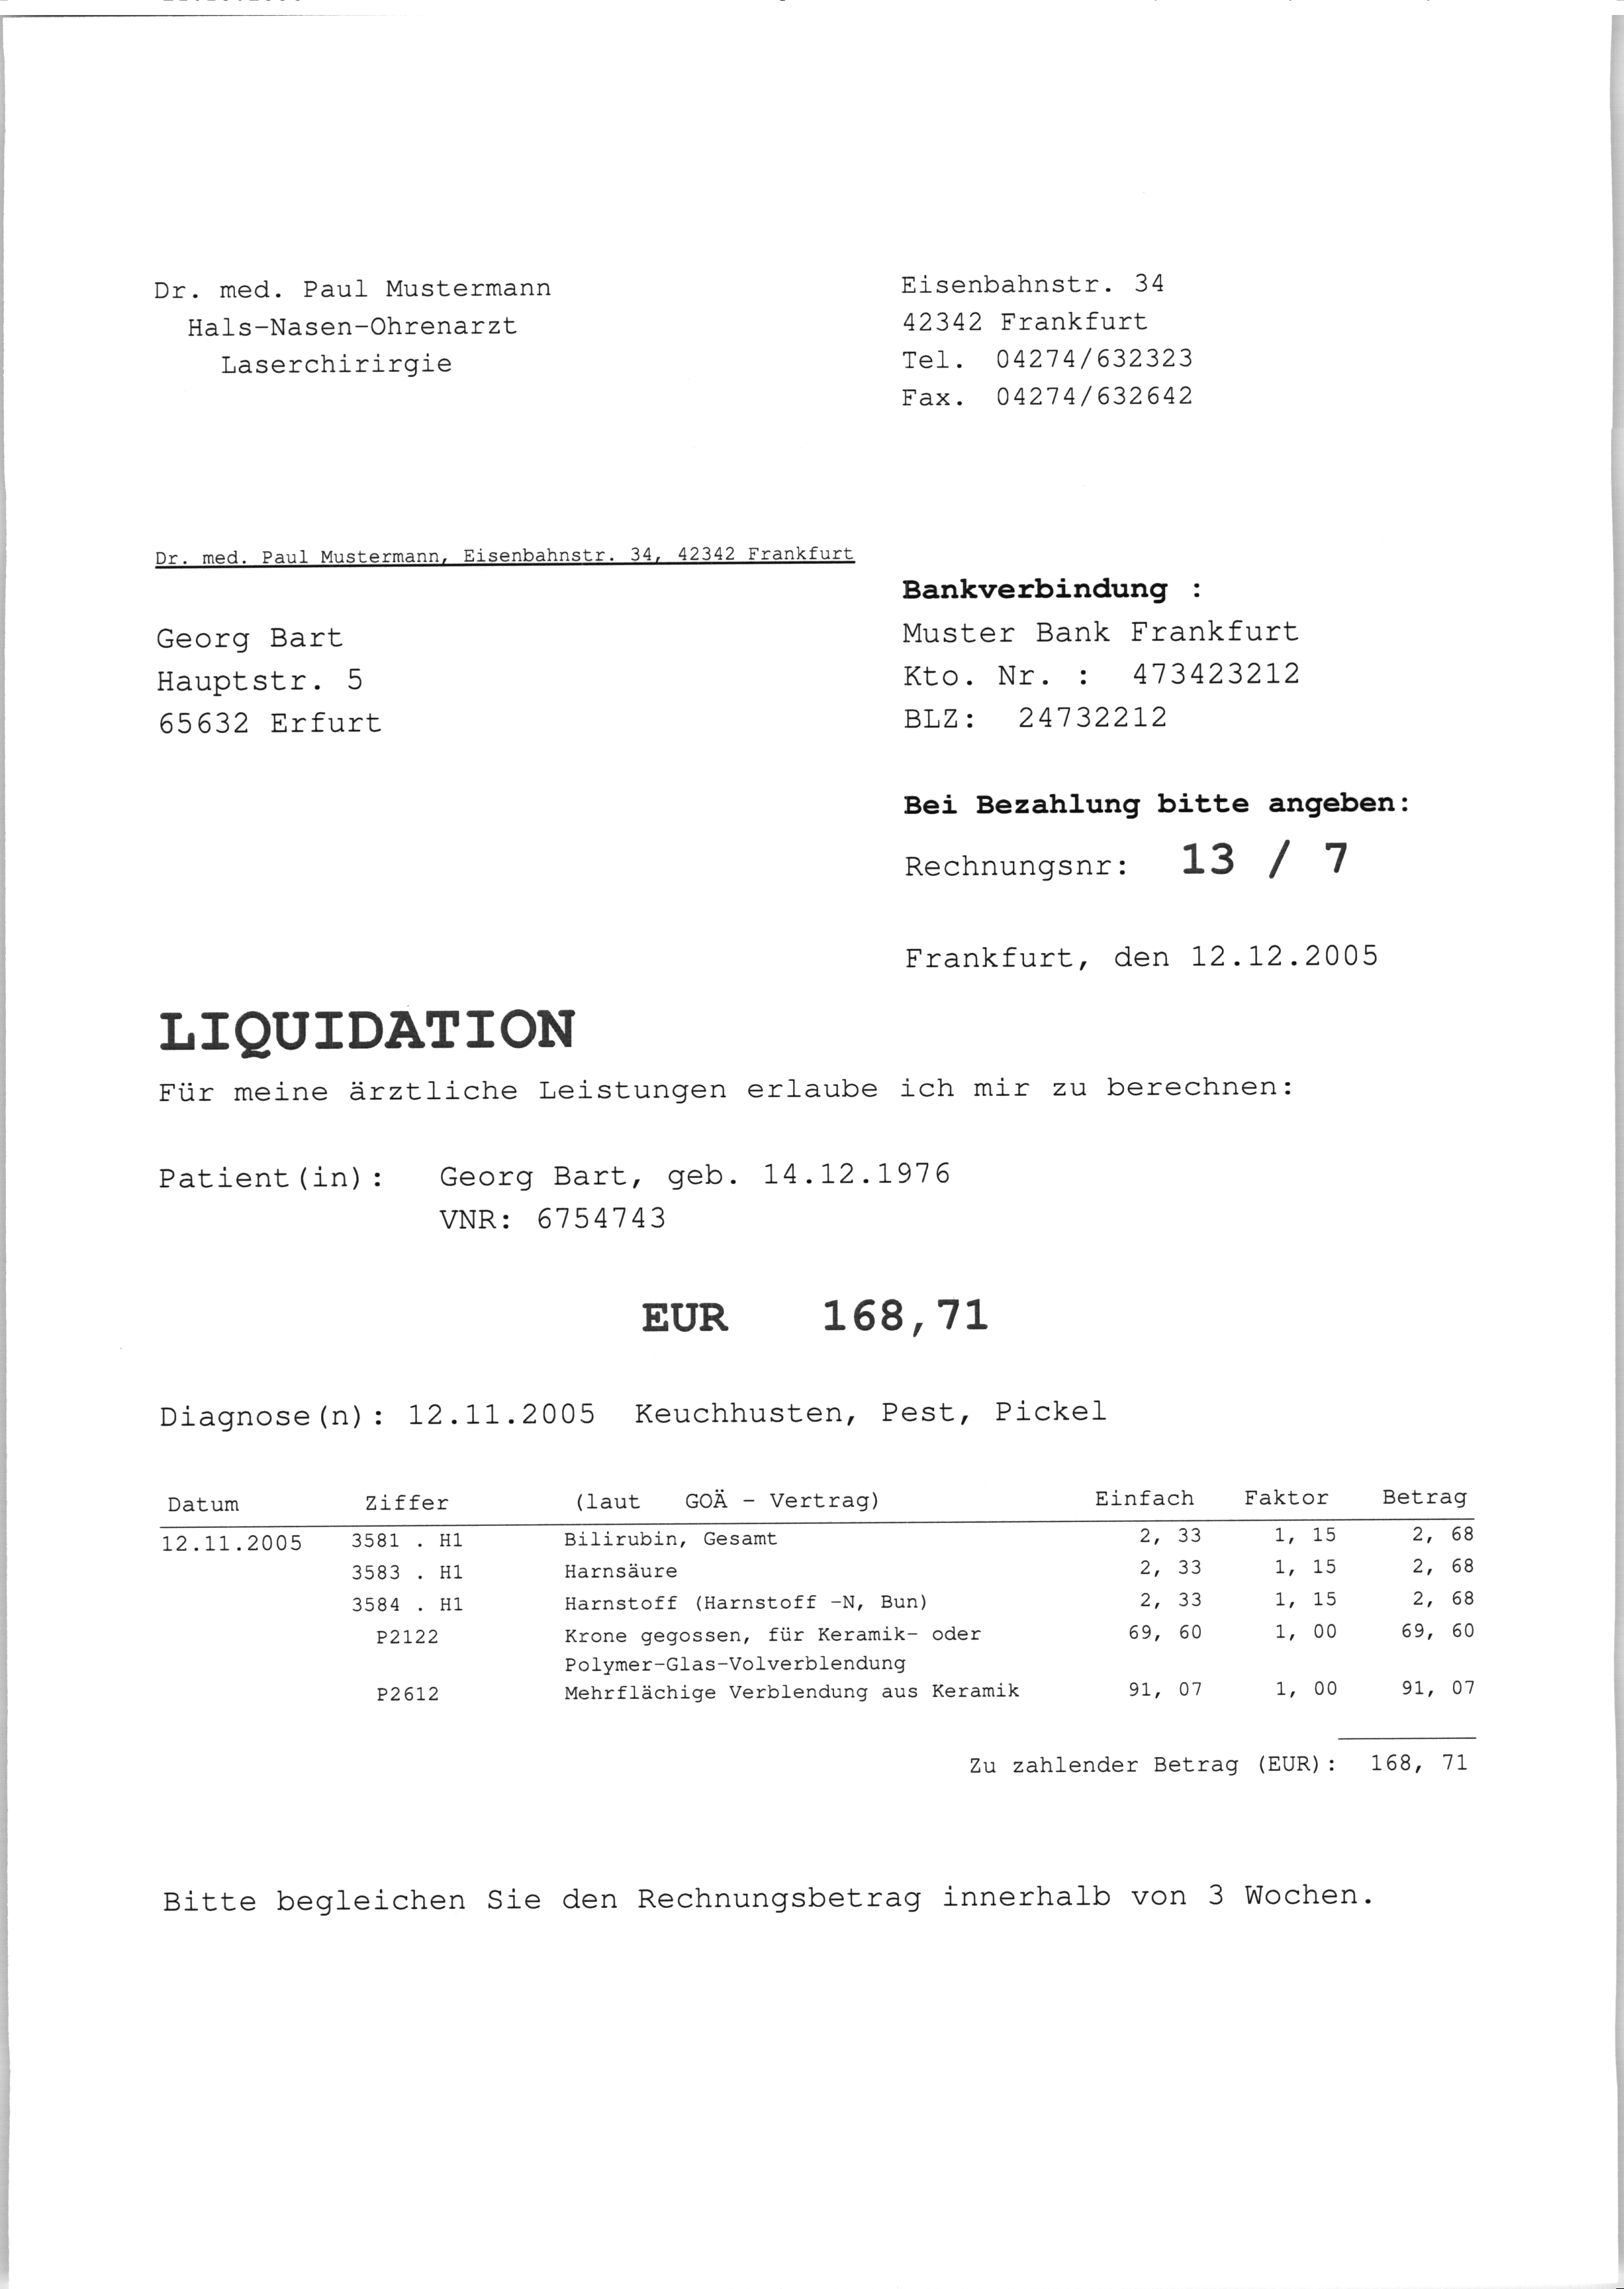 Dr. med. Paul Mustermann
Hals-Nasen-Ohrenarzt
Laserchirirgie
Eisenbahnstr. 34
42342 Frankfurt
Tel. 04274/632323
Fax. 04274/632642
Dr. med. Paul Mustermann, Eisenbahnstr. 34, 42342 Frankfurt
Georg Bart
Hauptstr. 5
65632 Erfurt
Bankverbindung :
Muster Bank Frankfurt
Kto. Nr. : 473423212
BLZ: 24732212
Bei Bezahlung bitte angeben:
Rechnungsnr: 13 / 7
Frankfurt, den 12.12.2005
LIQUIDATION
Für meine ärztliche Leistungen erlaube ich mir zu berechnen:
Patient(in): Georg Bart, geb. 14.12.1976
VNR: 6754743
EUR 168,71
Diagnose(n): 12.11.2005 Keuchhusten, Pest, Pickel
Datum Ziffer (laut GOÄ - Vertrag) Einfach Faktor Betrag
12.11.2005 3581 . H1 Bilirubin, Gesamt 2, 33 1, 15 2, 68
3583 . H1 Harnsäure 2, 33 1, 15 2, 68
3584 . H1 Harnstoff (Harnstoff -N, Bun) 2, 33 1, 15 2, 68
P2122 Krone gegossen, für Keramik- oder 69, 60 1, 00 69, 60
Polymer-Glas-Volverblendung
P2612 Mehrflächige Verblendung aus Keramik 91, 07 1, 00 91, 07
Zu zahlender Betrag (EUR): 168, 71
Bitte begleichen Sie den Rechnungsbetrag innerhalb von 3 Wochen.